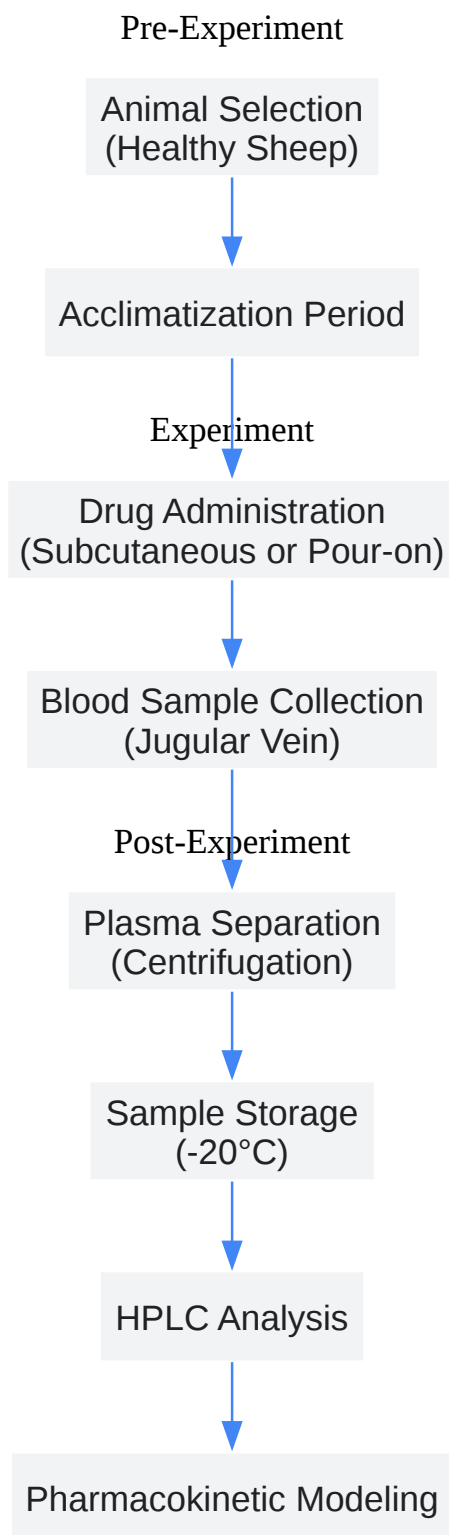 Pre-Experiment
Animal Selection
(Healthy Sheep)
Acclimatization Period
Experiment
Drug Administration
(Subcutaneous or Pour-on)
Blood Sample Collection
(Jugular Vein)
Post-Experiment
Plasma Separation
(Centrifugation)
Sample Storage
(-20°C)
HPLC Analysis
Pharmacokinetic Modeling